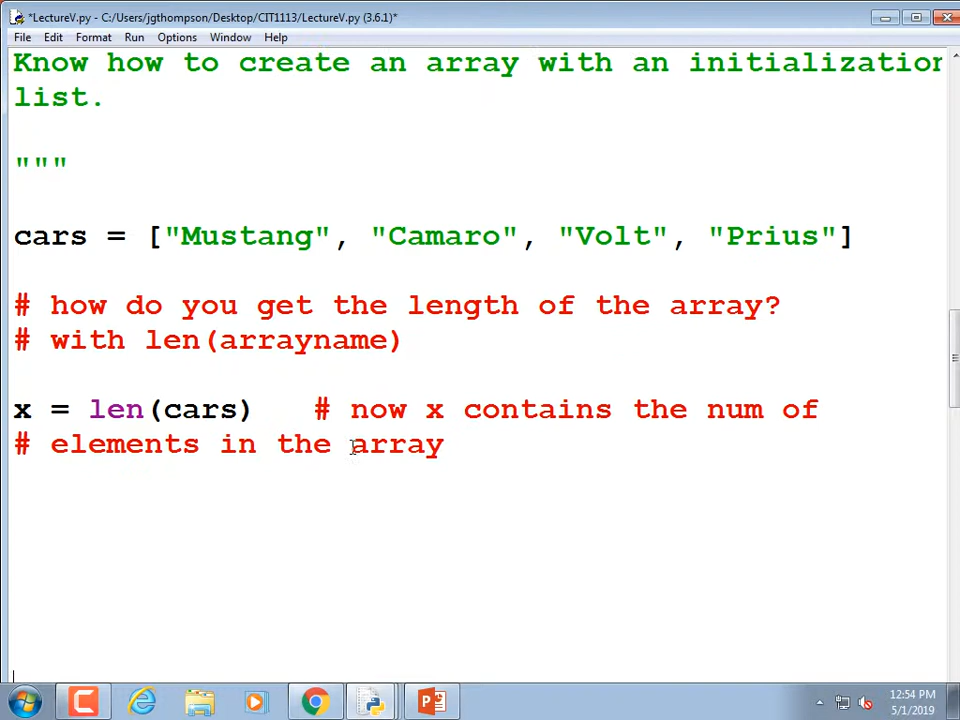 *LectureV.py - C:/Users/jgthompson/Desktop/CIT1113/LectureV.py (3.6.1)*
File Edit Format Run Options Window Help
Know how to create an array with an initialization
list.
"""
cars = ["Mustang", "Camaro", "Volt", "Prius"]
# how do you get the length of the array?
# with len(arrayname)
x = len(cars)   # now x contains the num of
# elements in the array
12:54 PM
5/1/2019